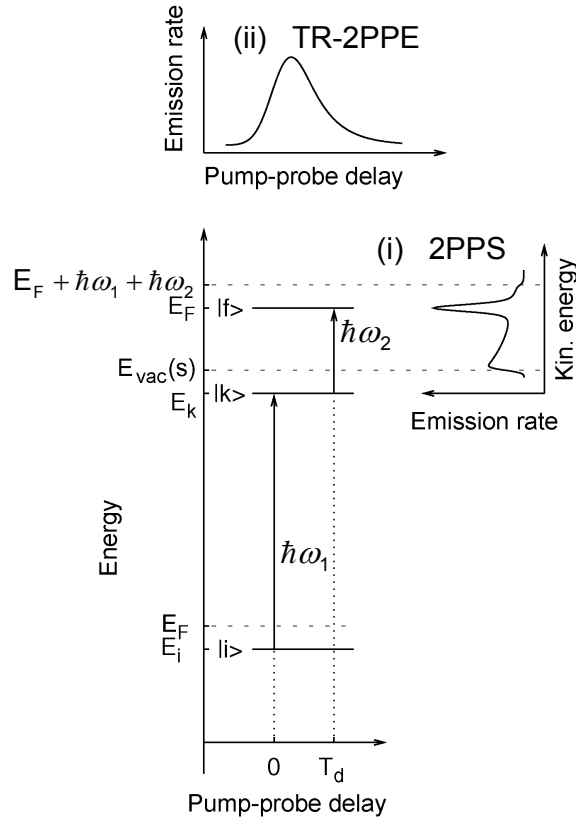 (ii) TR-2PPE
Emission rate
Pump-probe delay
(i) 2PPS
E_F + ħω_1 + ħω_2
E_F |f>
ħω_2
E_vac(s)
E_k |k>
Kin. energy
Emission rate
Energy
ħω_1
E_F
E_i |i>
0 T_d
Pump-probe delay